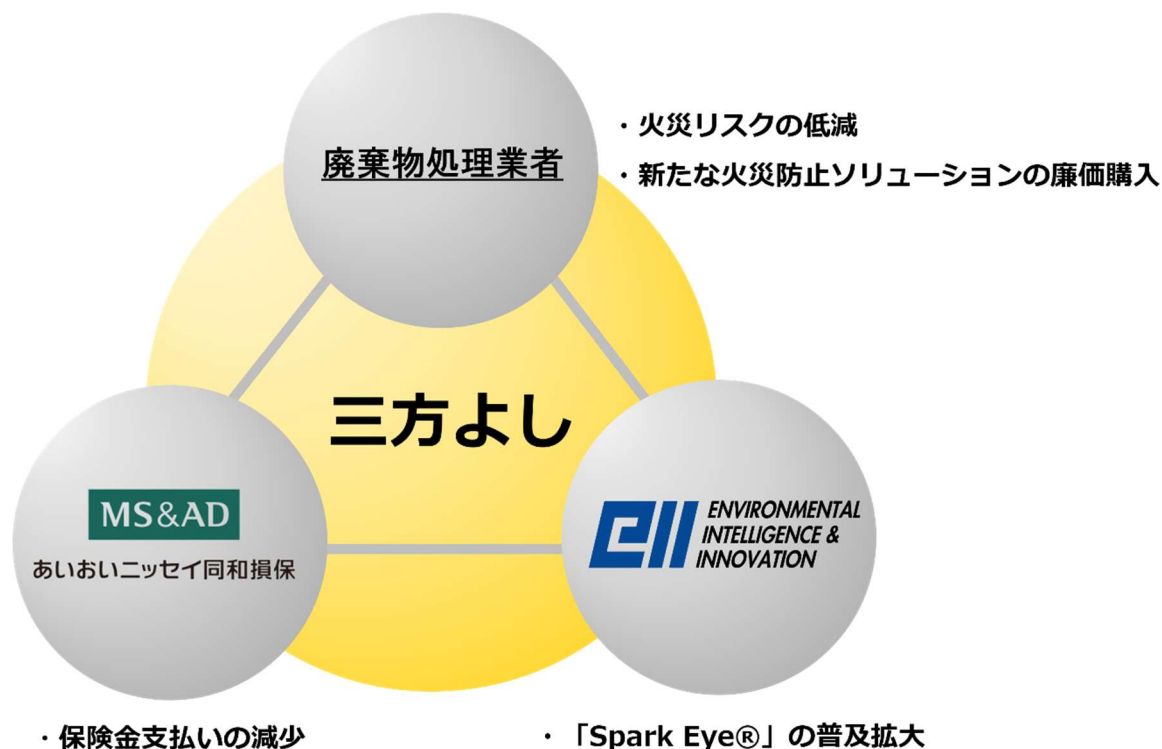 廃棄物処理業者
・火災リスクの低減
・新たな火災防止ソリューションの廉価購入
三方よし
MS&AD
あいおいニッセイ同和損保
eII ENVIRONMENTAL
INTELLIGENCE &
INNOVATION
・保険金支払いの減少
・「Spark Eye®」の普及拡大